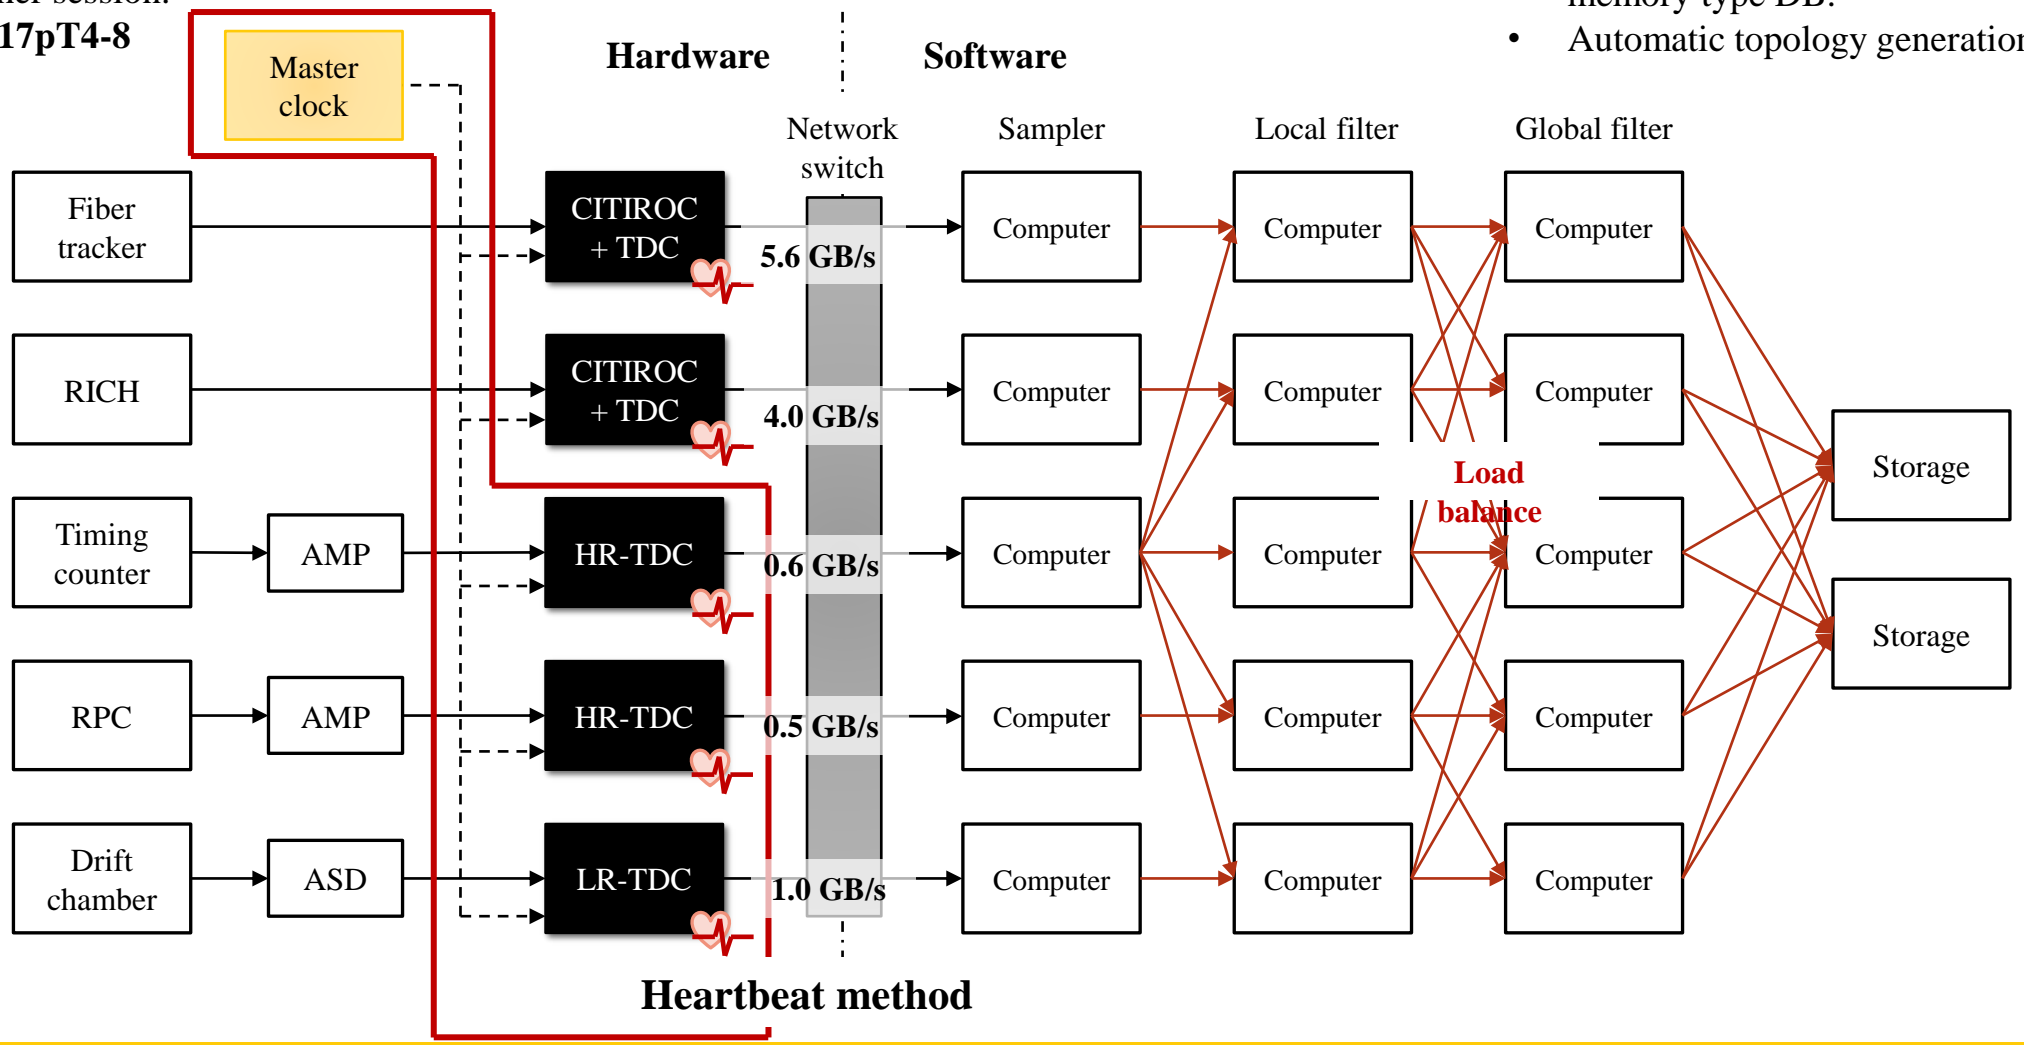 17pT4-8
Automatic topology generation
Hardware
Software
Master
clock
Network
switch
Sampler
Local filter
Global filter
Fiber
tracker
CITIROC
+ TDC
5.6 GB/s
Computer
Computer
Computer
RICH
CITIROC
+ TDC
4.0 GB/s
Computer
Computer
Computer
Load
balance
Storage
Timing
counter
AMP
HR-TDC
0.6 GB/s
Computer
Computer
Computer
Storage
RPC
AMP
HR-TDC
0.5 GB/s
Computer
Computer
Computer
Drift
chamber
ASD
LR-TDC
1.0 GB/s
Computer
Computer
Computer
Heartbeat method